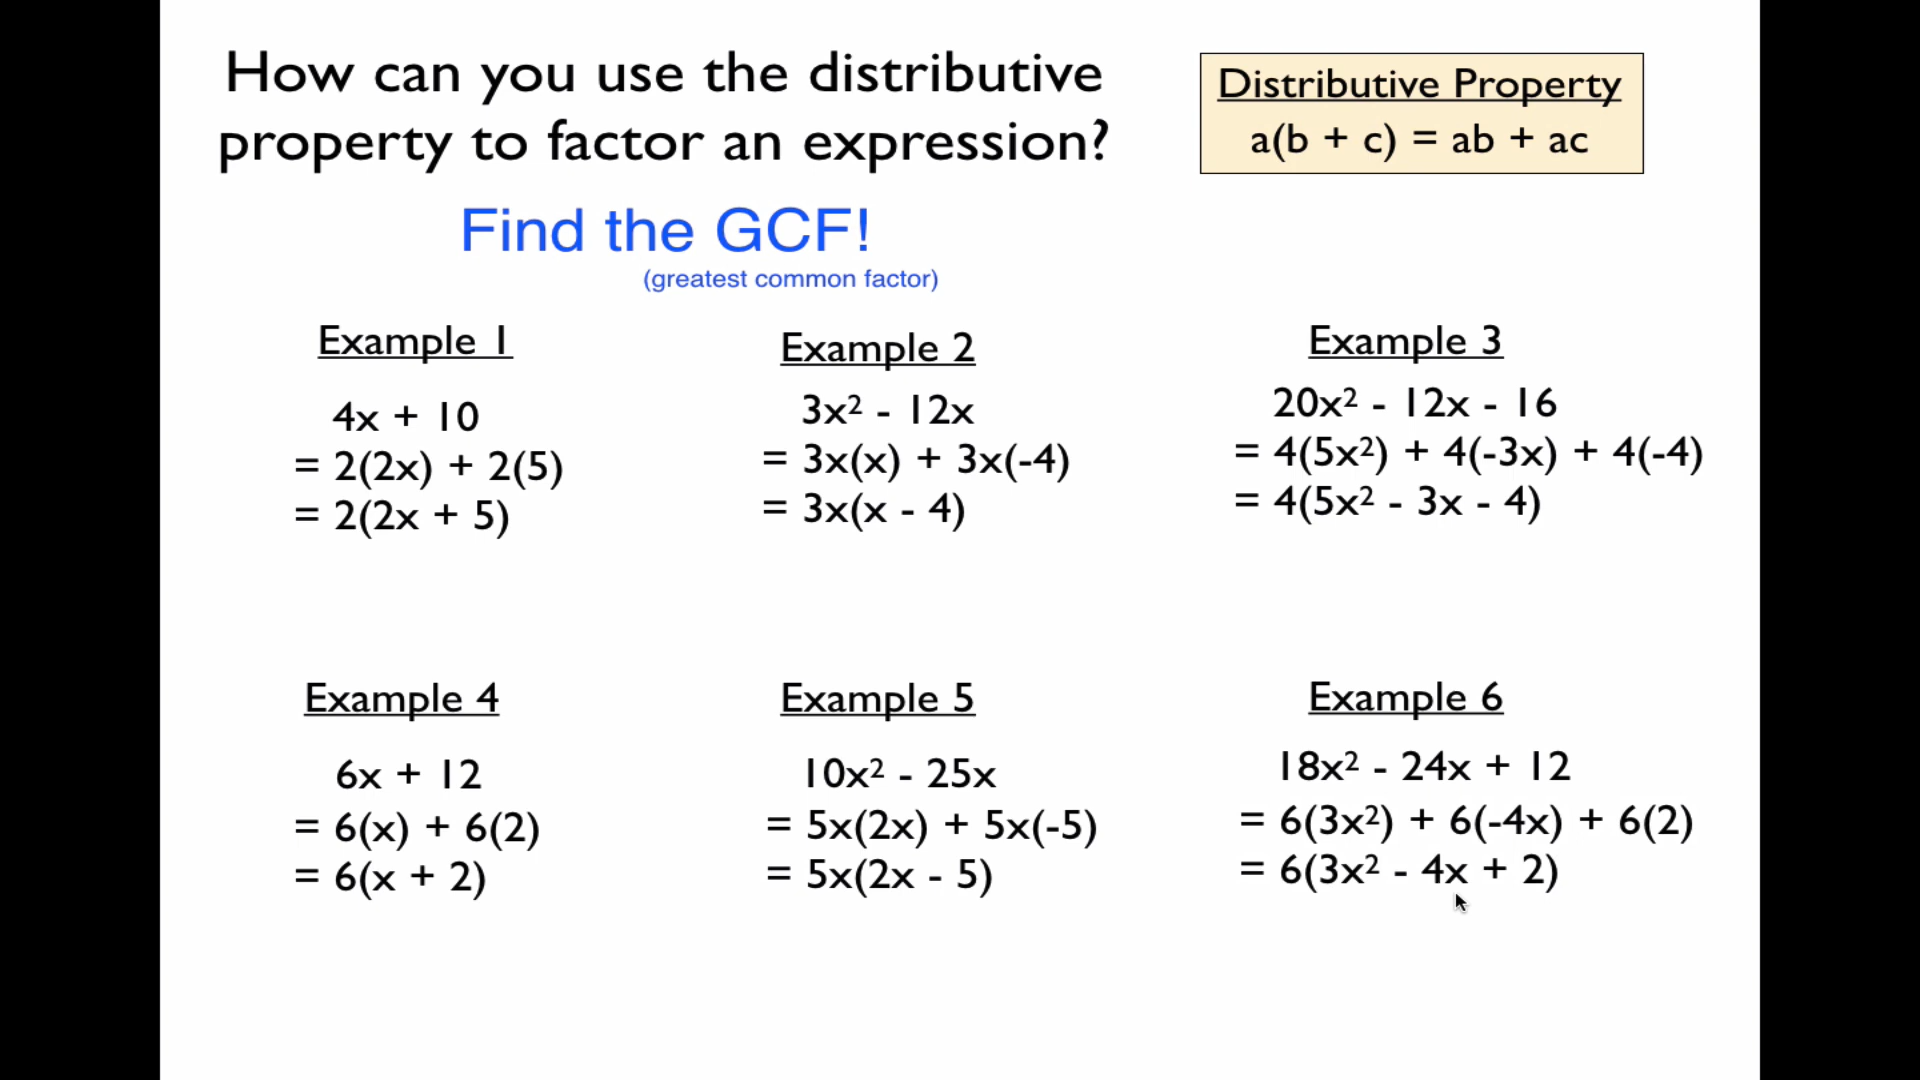 How can you use the distributive
property to factor an expression?
Distributive Property
a(b + c) = ab + ac
Find the GCF!
(greatest common factor)
Example 1
4x + 10
= 2(2x) + 2(5)
= 2(2x + 5)
Example 2
3x² - 12x
= 3x(x) + 3x(-4)
= 3x(x - 4)
Example 3
20x² - 12x - 16
= 4(5x²) + 4(-3x) + 4(-4)
= 4(5x² - 3x - 4)
Example 4
6x + 12
= 6(x) + 6(2)
= 6(x + 2)
Example 5
10x² - 25x
= 5x(2x) + 5x(-5)
= 5x(2x - 5)
Example 6
18x² - 24x + 12
= 6(3x²) + 6(-4x) + 6(2)
= 6(3x² - 4x + 2)